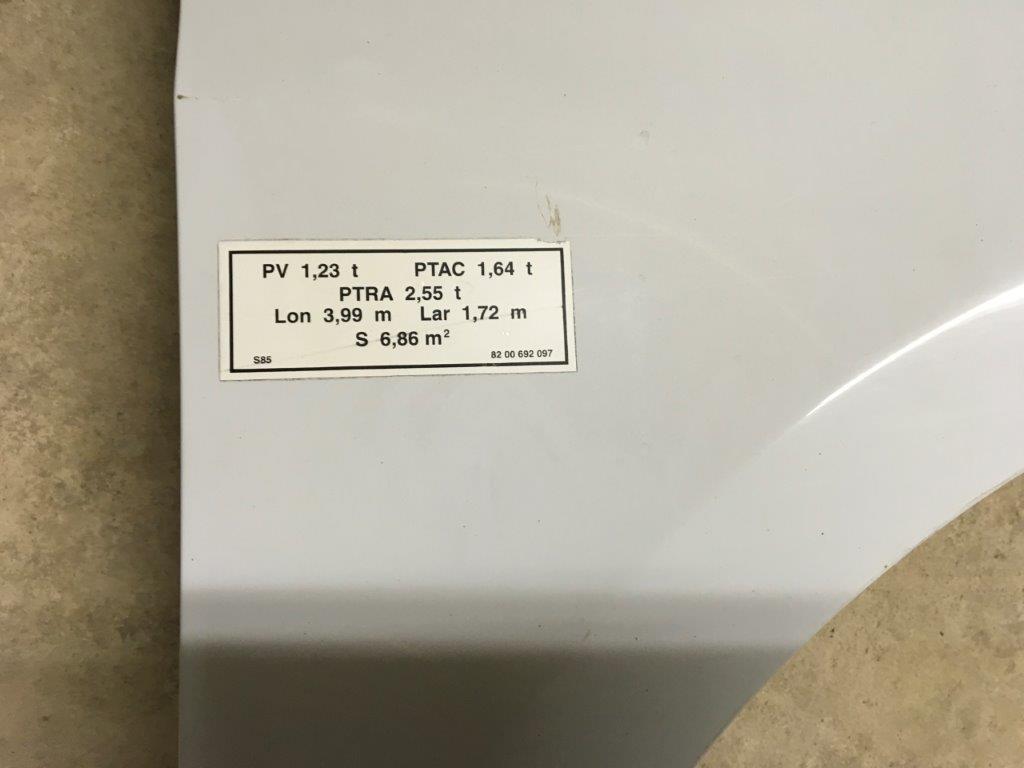 PV 1,23 t PTAC 1,64 t
PTRA 2,55 t
Lon 3,99 m Lar 1,72 m
S 6,86 m²
S85 82 00 692 097